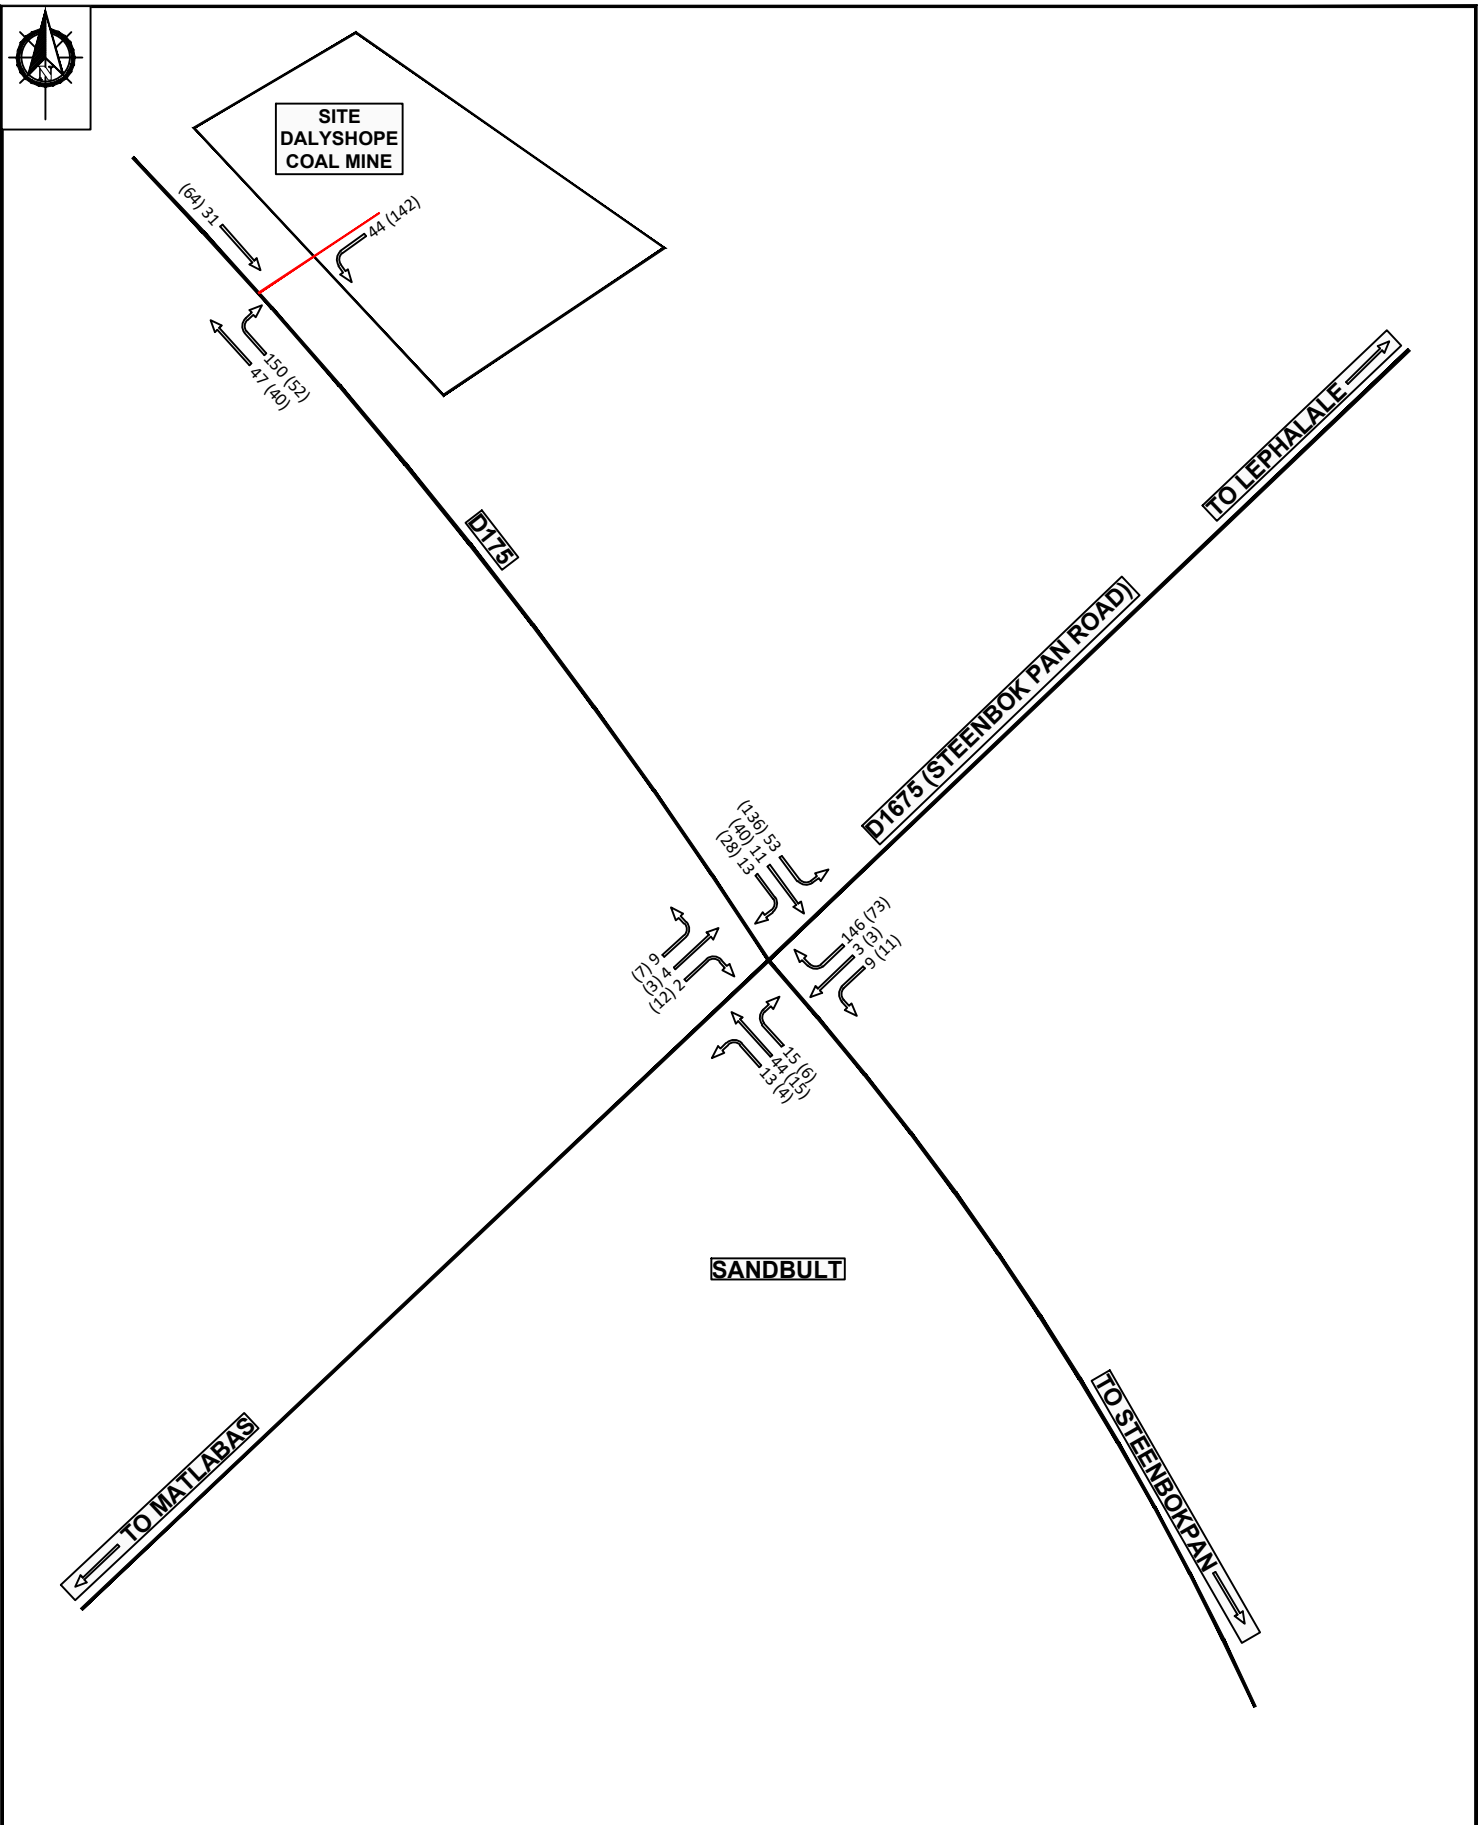 N
SITE
DALYSHOPE
COAL MINE
(64) 31
44 (142)
150 (52)
47 (40)
D175
TO LEPHALALE
D1675 (STEENBOK PAN ROAD)
(136) 53
(40) 11
(28) 13
146 (73)
3 (3)
9 (11)
(7) 9
(3) 4
(12) 2
15 (6)
44 (15)
13 (4)
SANDBULT
TO MATLABAS
TO STEENBOKPAN